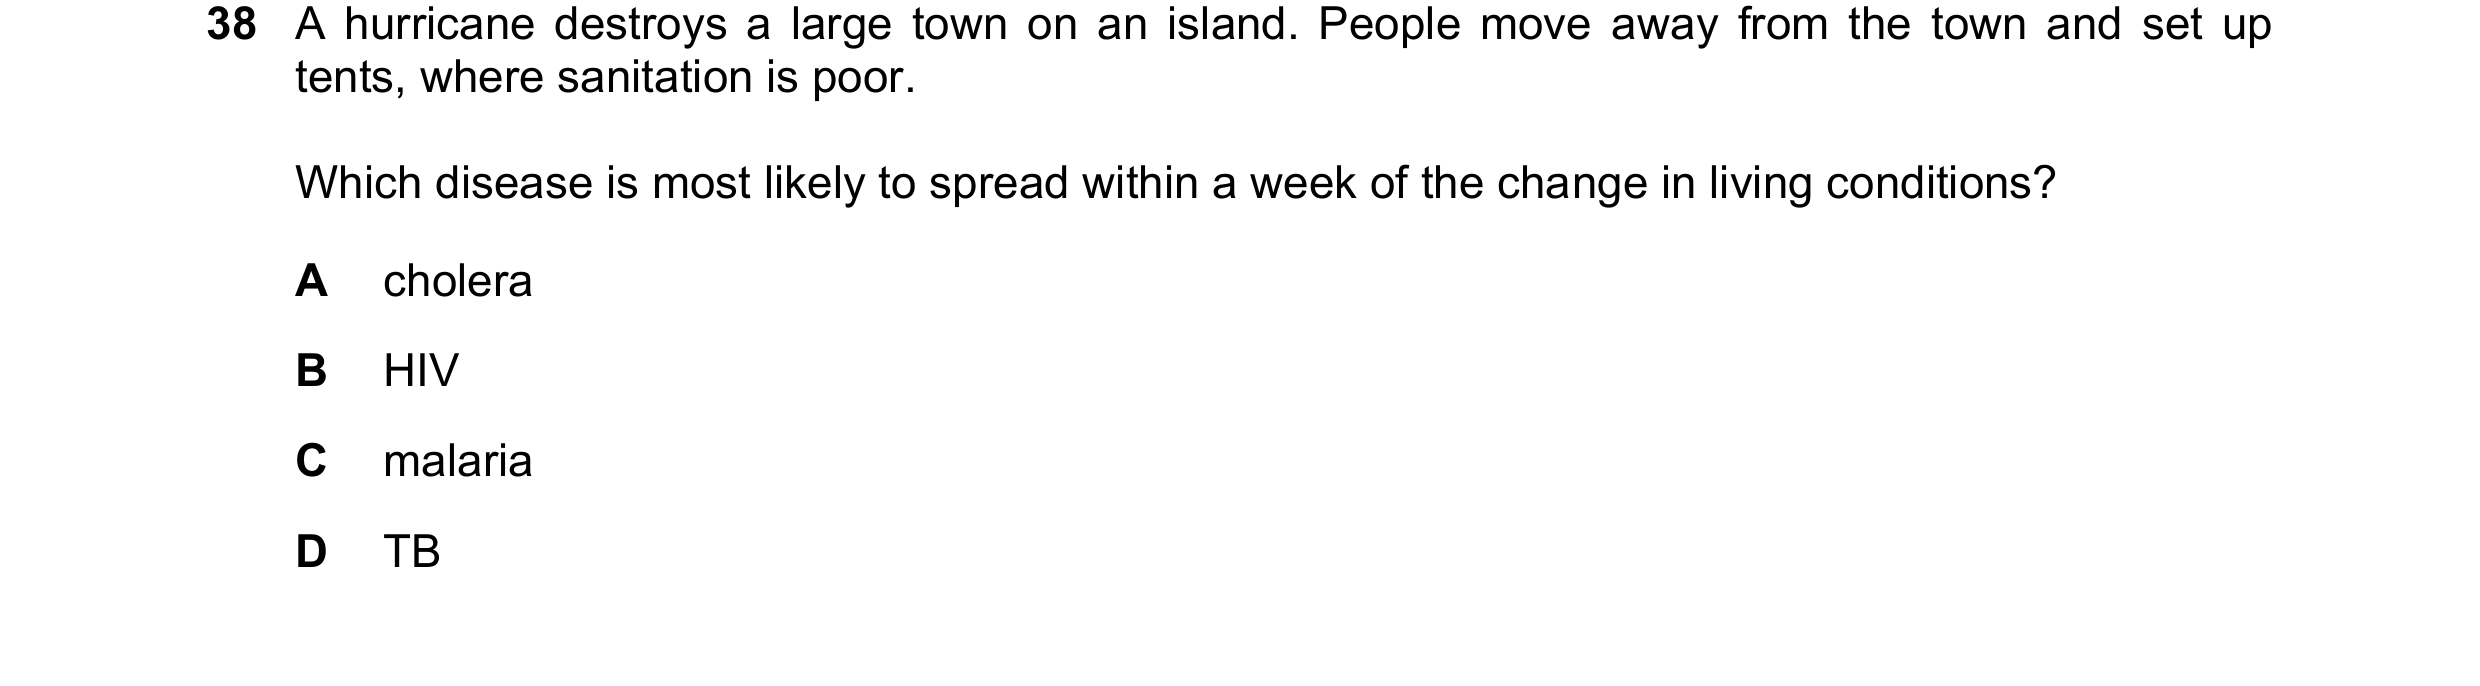 38 A hurricane destroys a large town on an island. People move away from the town and set up
tents, where sanitation is poor.
Which disease is most likely to spread within a week of the change in living conditions?
A cholera
B HIV
C malaria
D TB